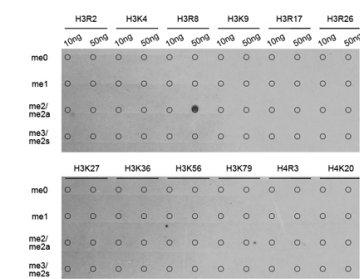 H3R2 H3K4 H3R8 H3K9 H3R17 H3R26
10ng 50ng 10ng 50ng 10ng 50ng 10ng 50ng 10ng 50ng 10ng 50ng
me0
me1
me2/
me2a
me3/
me2s
H3K27 H3K36 H3K56 H3K79 H4R3 H4K20
me0
me1
me2/
me2a
me3/
me2s